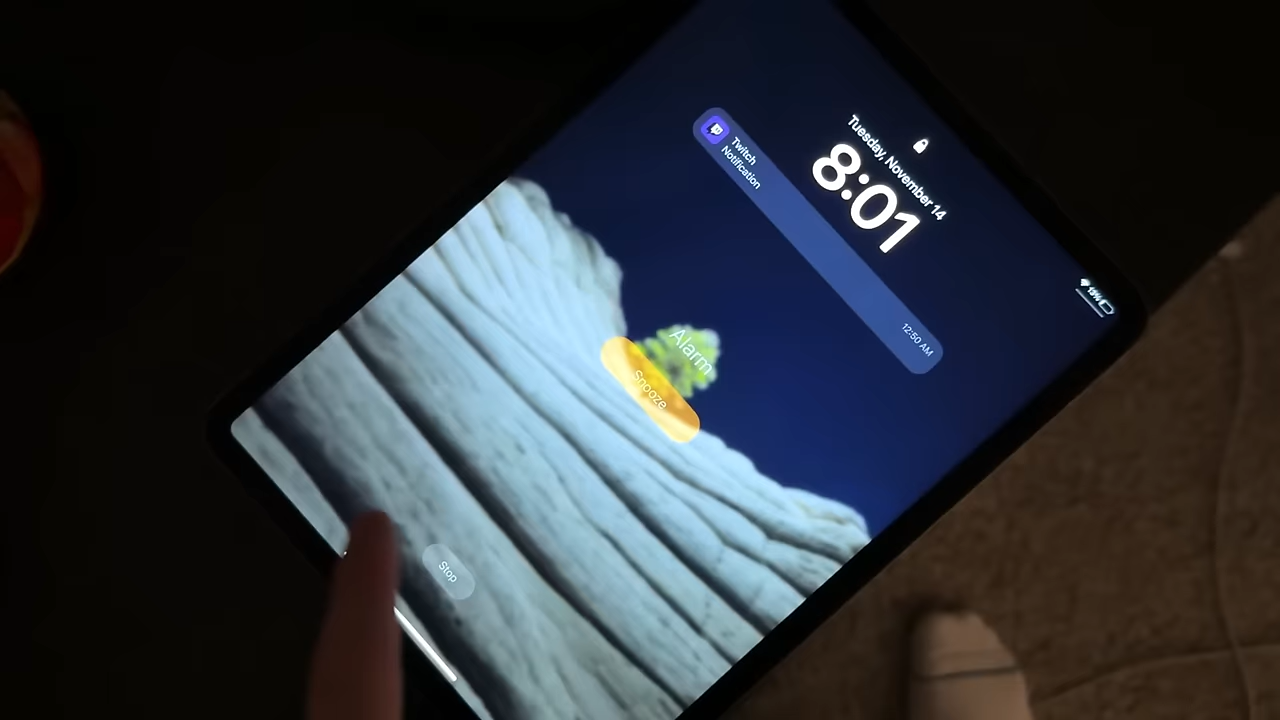 Tuesday, November 14
8:01
Twitch
Notification
12:50 AM
Alarm
Snooze
Stop